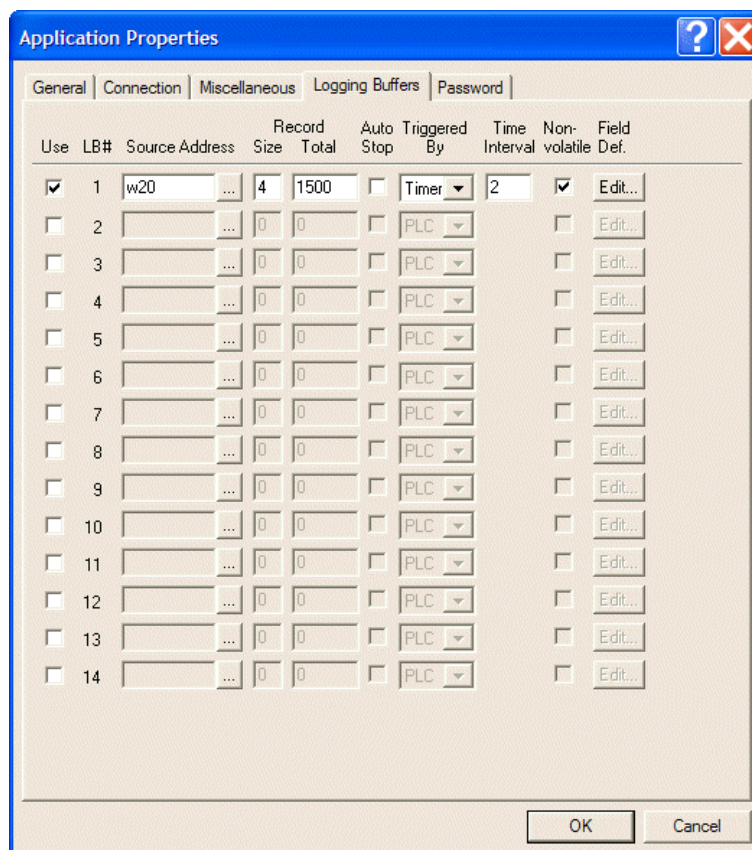 Application Properties
General Connection Miscellaneous Logging Buffers Password
Record Auto Triggered Time Non- Field
Use LB# Source Address Size Total Stop By Interval volatile Def.
1 w20 ... 4 1500 Timer 2 Edit...
2 ... 0 0 PLC Edit...
3 ... 0 0 PLC Edit...
4 ... 0 0 PLC Edit...
5 ... 0 0 PLC Edit...
6 ... 0 0 PLC Edit...
7 ... 0 0 PLC Edit...
8 ... 0 0 PLC Edit...
9 ... 0 0 PLC Edit...
10 ... 0 0 PLC Edit...
11 ... 0 0 PLC Edit...
12 ... 0 0 PLC Edit...
13 ... 0 0 PLC Edit...
14 ... 0 0 PLC Edit...
OK Cancel